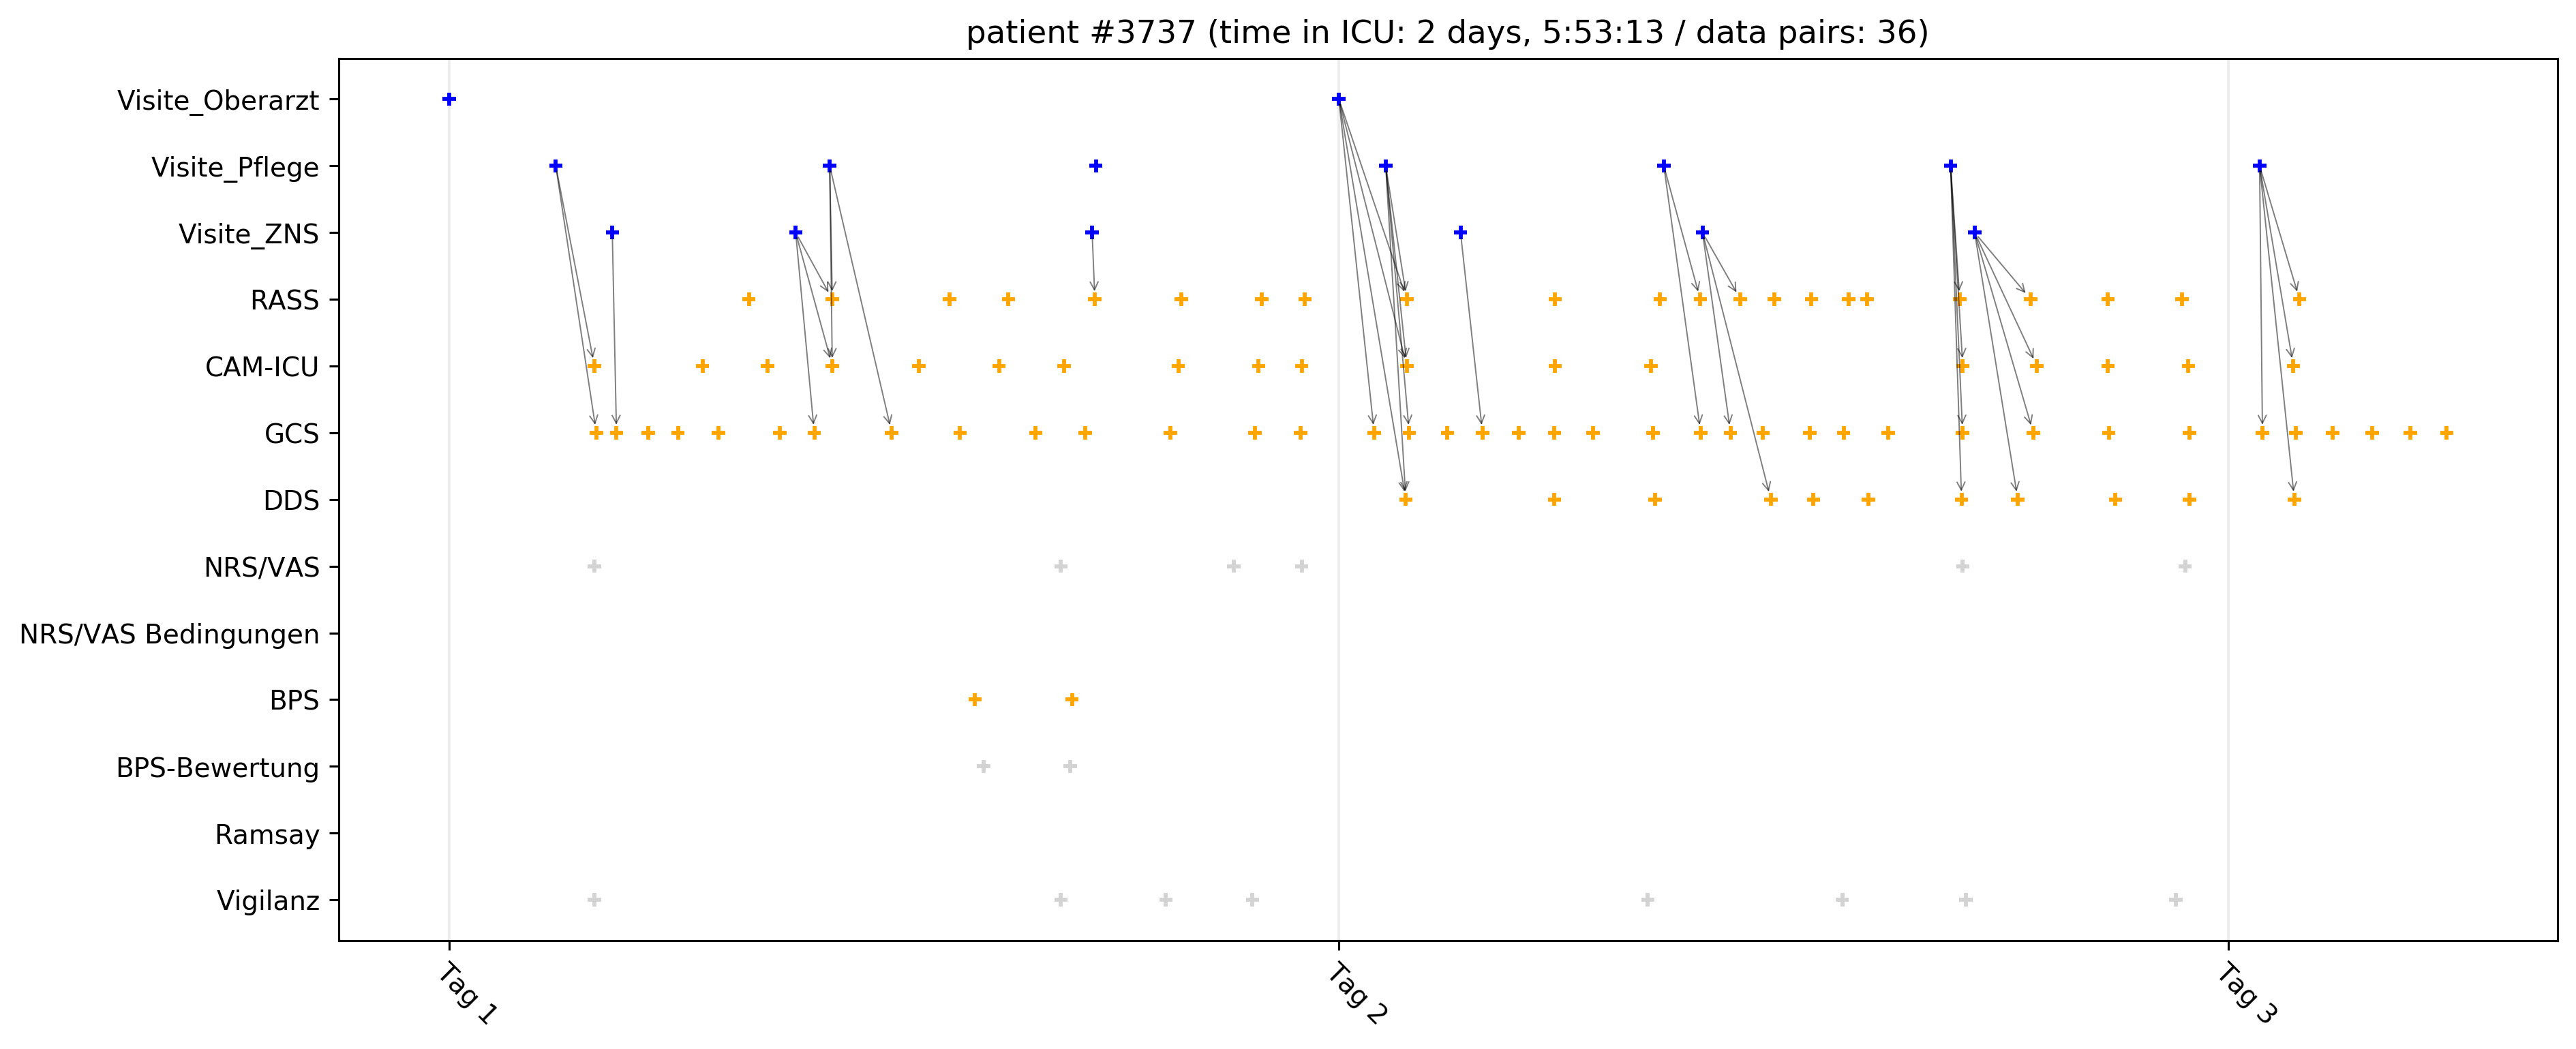 patient #3737 (time in ICU: 2 days, 5:53:13 / data pairs: 36)
Visite_Oberarzt
Visite_Pflege
Visite_ZNS
RASS
CAM-ICU
GCS
DDS
NRS/VAS
NRS/VAS Bedingungen
BPS
BPS-Bewertung
Ramsay
Vigilanz
Tag 1
Tag 2
Tag 3